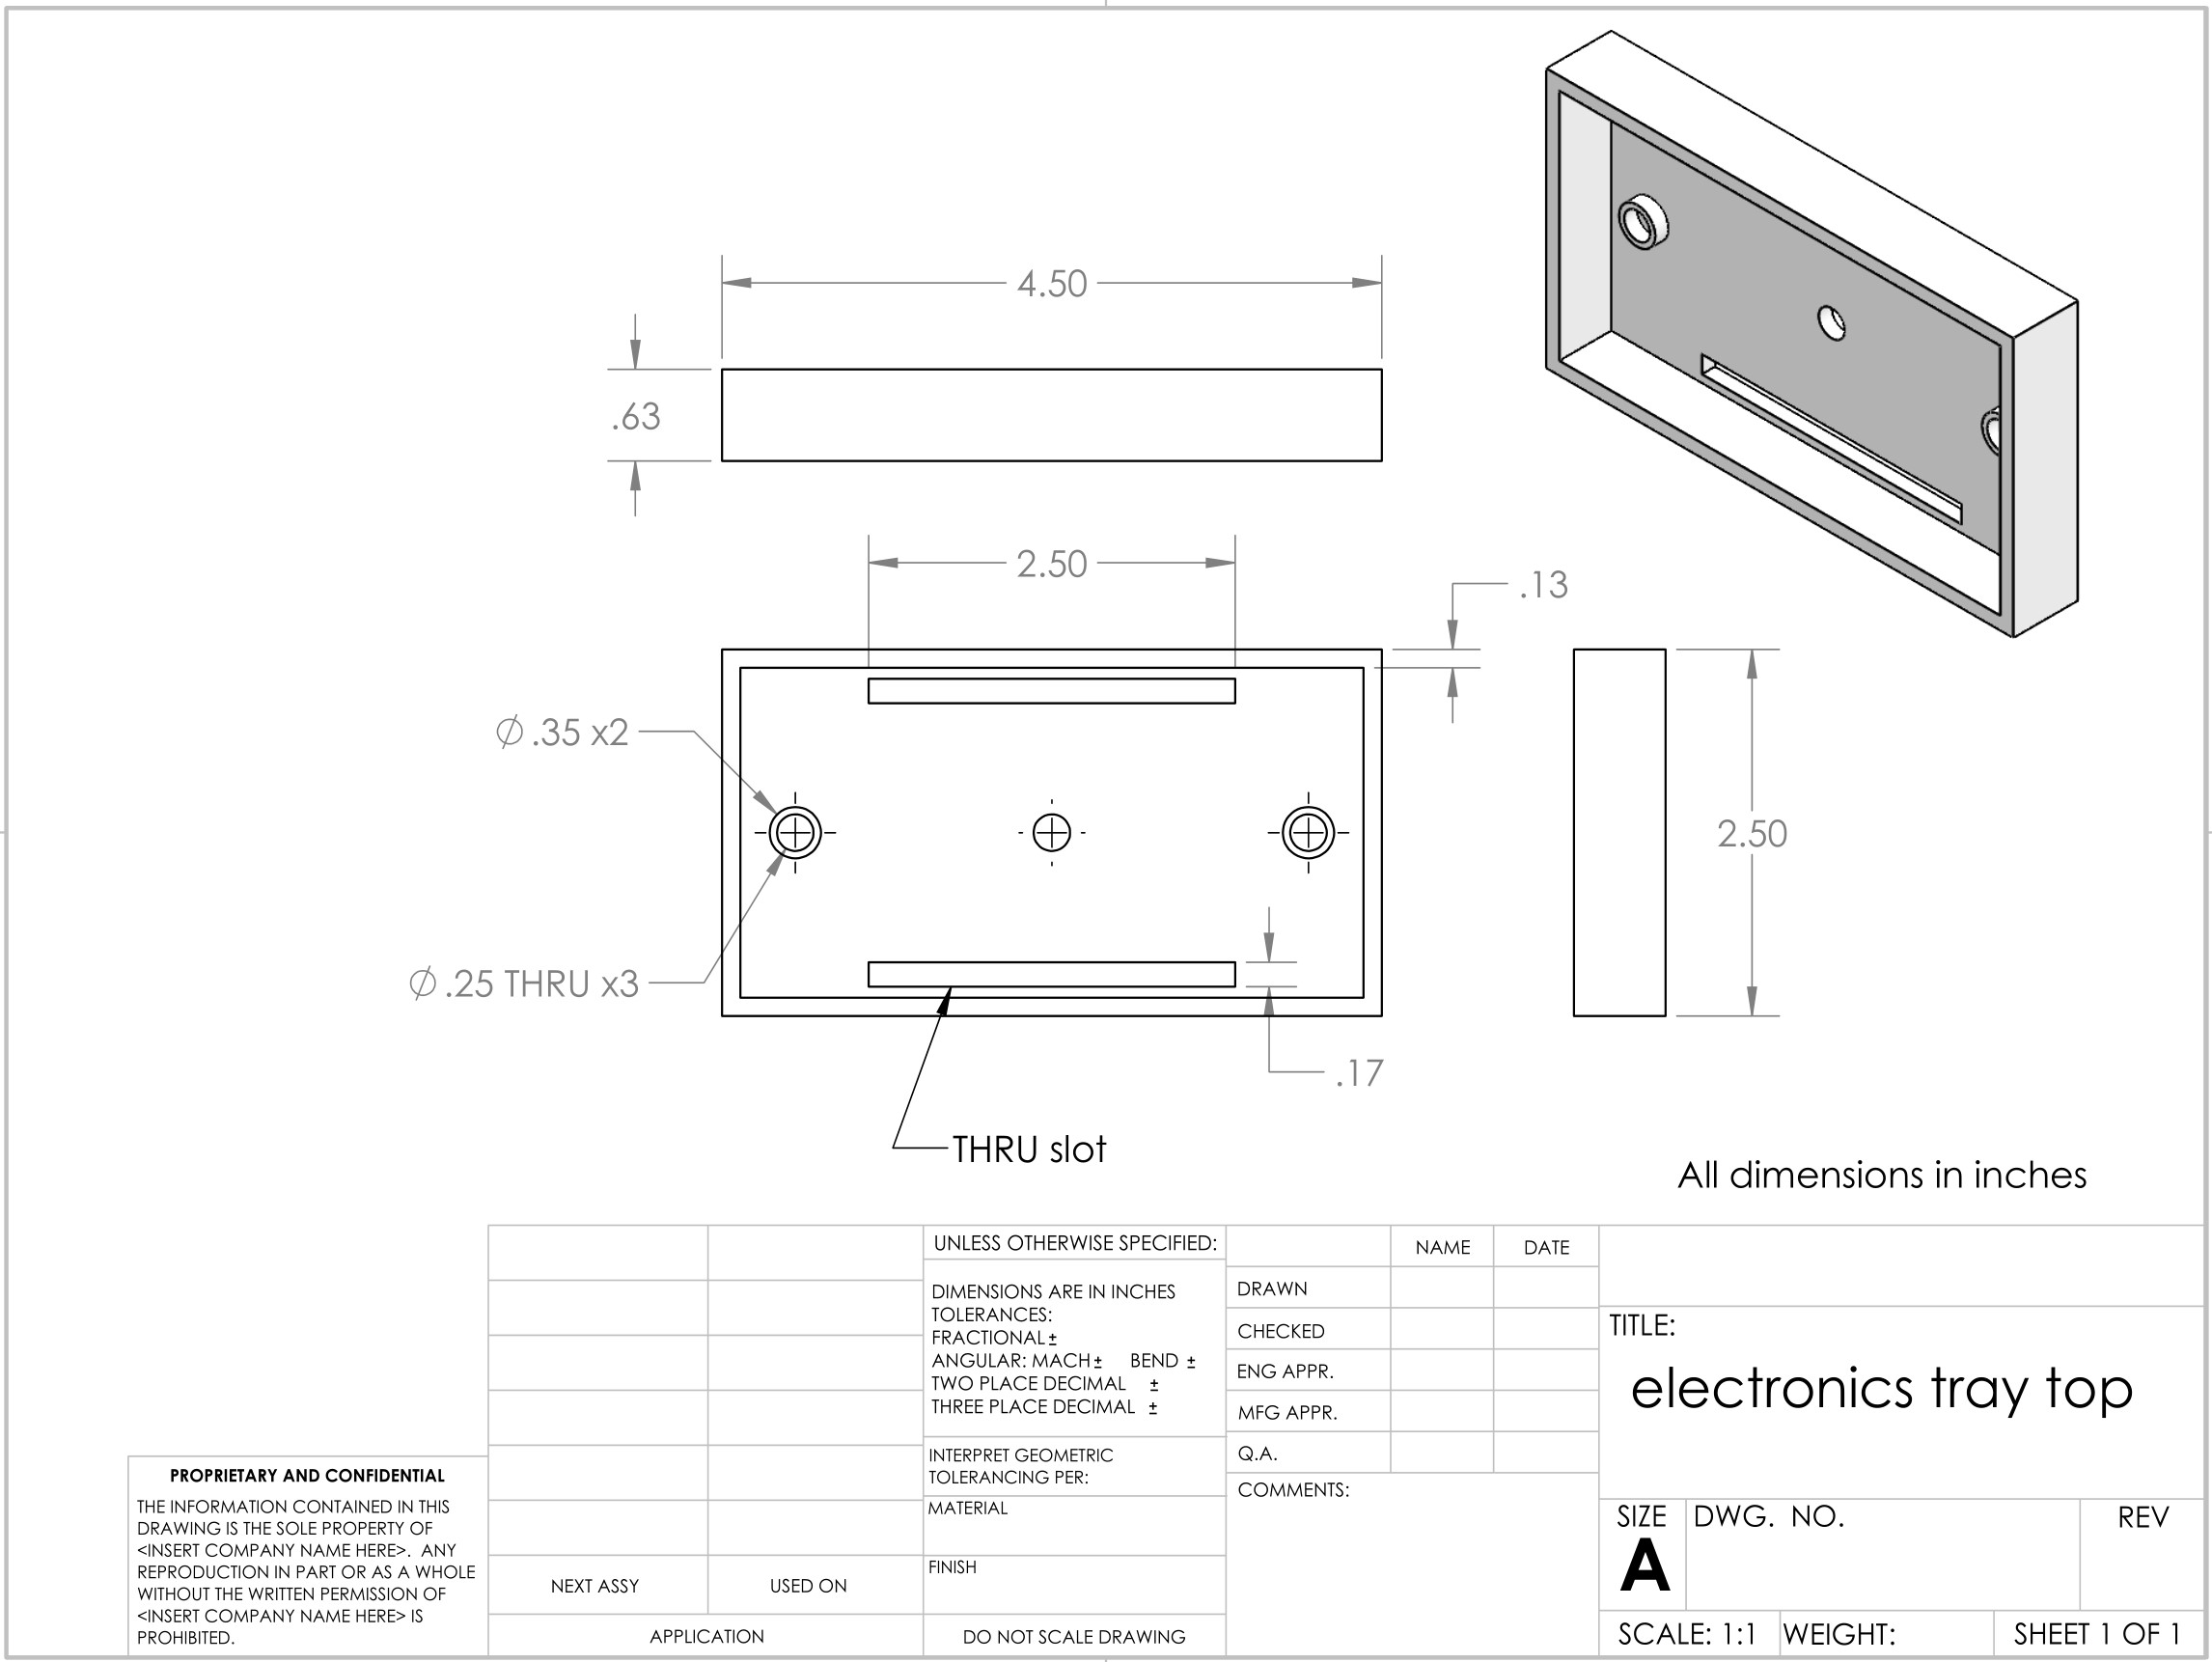 4.50
.63
2.50
.13
⌀ .35 x2
2.50
⌀ .25 THRU x3
.17
THRU slot
All dimensions in inches
UNLESS OTHERWISE SPECIFIED:
DIMENSIONS ARE IN INCHES
TOLERANCES:
FRACTIONAL±
ANGULAR: MACH± BEND ±
TWO PLACE DECIMAL ±
THREE PLACE DECIMAL ±
INTERPRET GEOMETRIC
TOLERANCING PER:
MATERIAL
FINISH
DO NOT SCALE DRAWING
NAME DATE
DRAWN
CHECKED
ENG APPR.
MFG APPR.
Q.A.
COMMENTS:
TITLE:
electronics tray top
SIZE DWG. NO. REV
A
SCALE: 1:1 WEIGHT: SHEET 1 OF 1
PROPRIETARY AND CONFIDENTIAL
THE INFORMATION CONTAINED IN THIS
DRAWING IS THE SOLE PROPERTY OF
<INSERT COMPANY NAME HERE>. ANY
REPRODUCTION IN PART OR AS A WHOLE
WITHOUT THE WRITTEN PERMISSION OF
<INSERT COMPANY NAME HERE> IS
PROHIBITED.
NEXT ASSY USED ON
APPLICATION